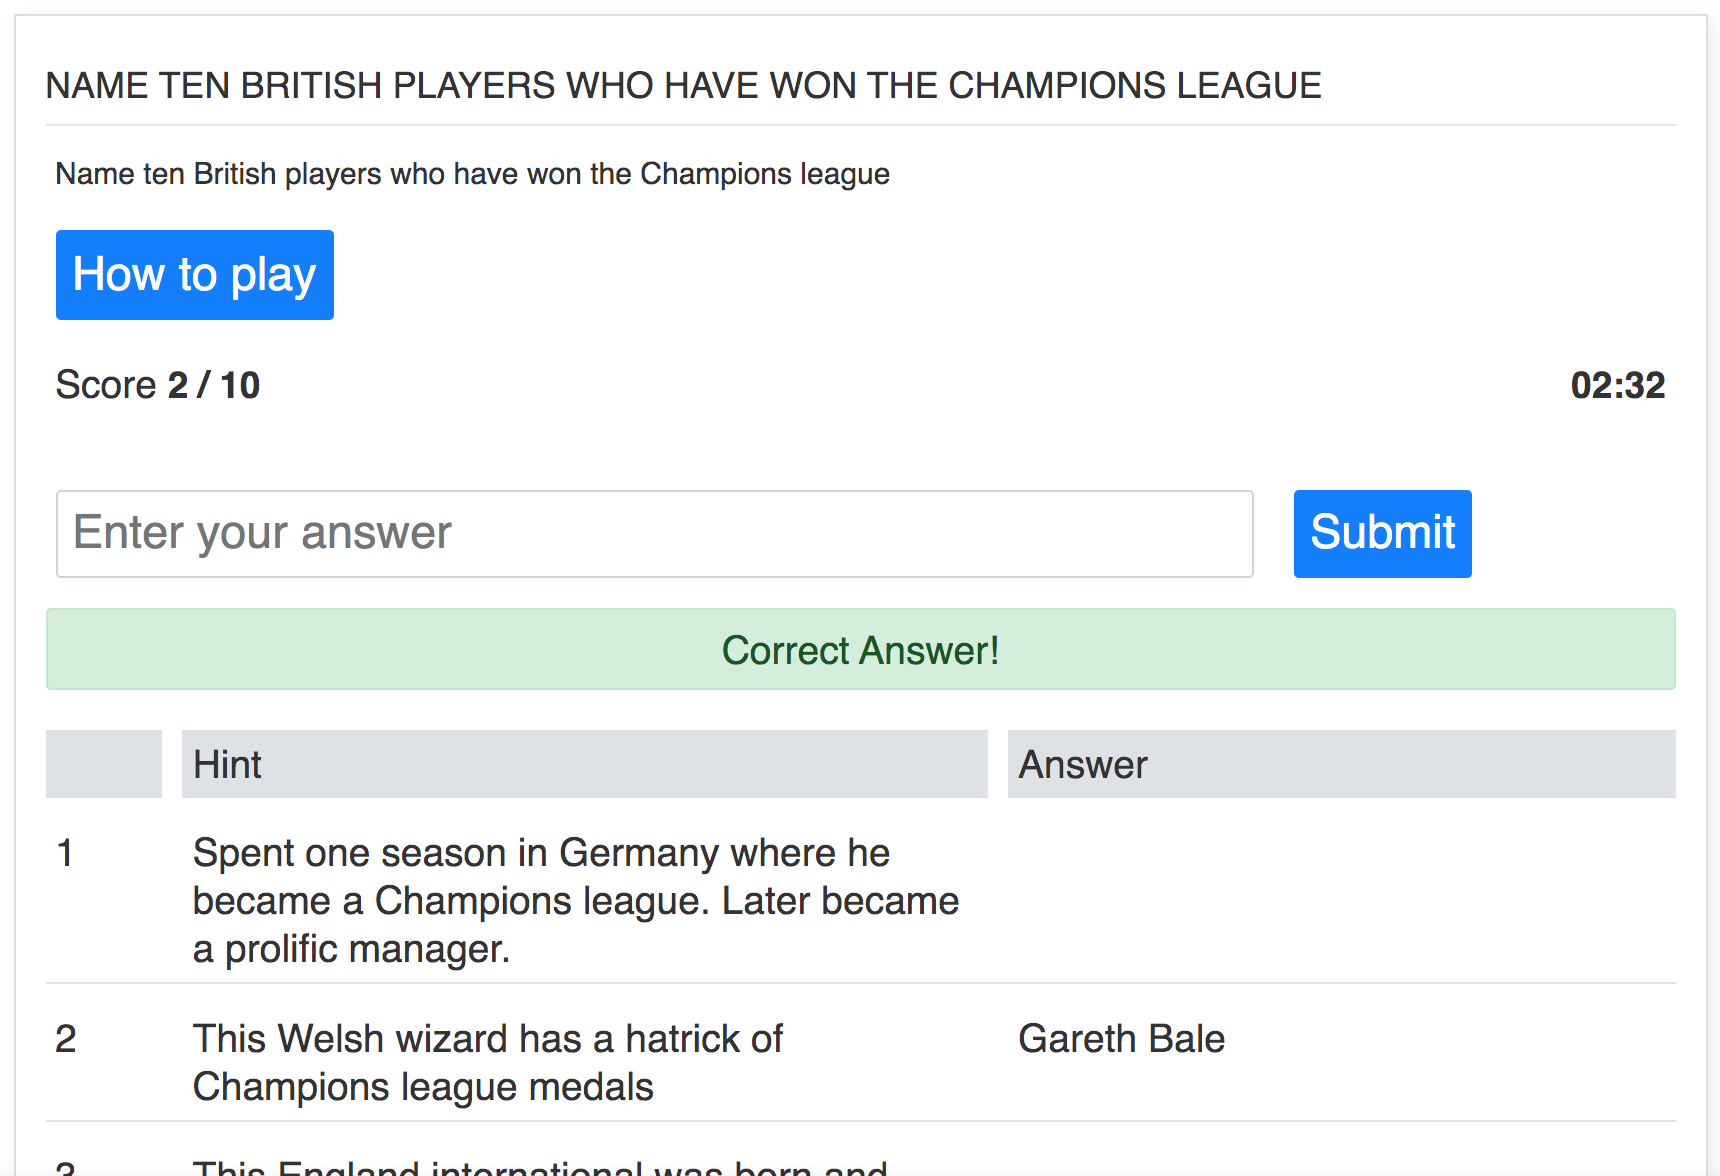 NAME TEN BRITISH PLAYERS WHO HAVE WON THE CHAMPIONS LEAGUE
Name ten British players who have won the Champions league
How to play
Score 2 / 10
02:32
Enter your answer
Submit
Correct Answer!
Hint
Answer
1
Spent one season in Germany where he
became a Champions league. Later became
a prolific manager.
2
This Welsh wizard has a hatrick of
Champions league medals
Gareth Bale
3
This England international was born and